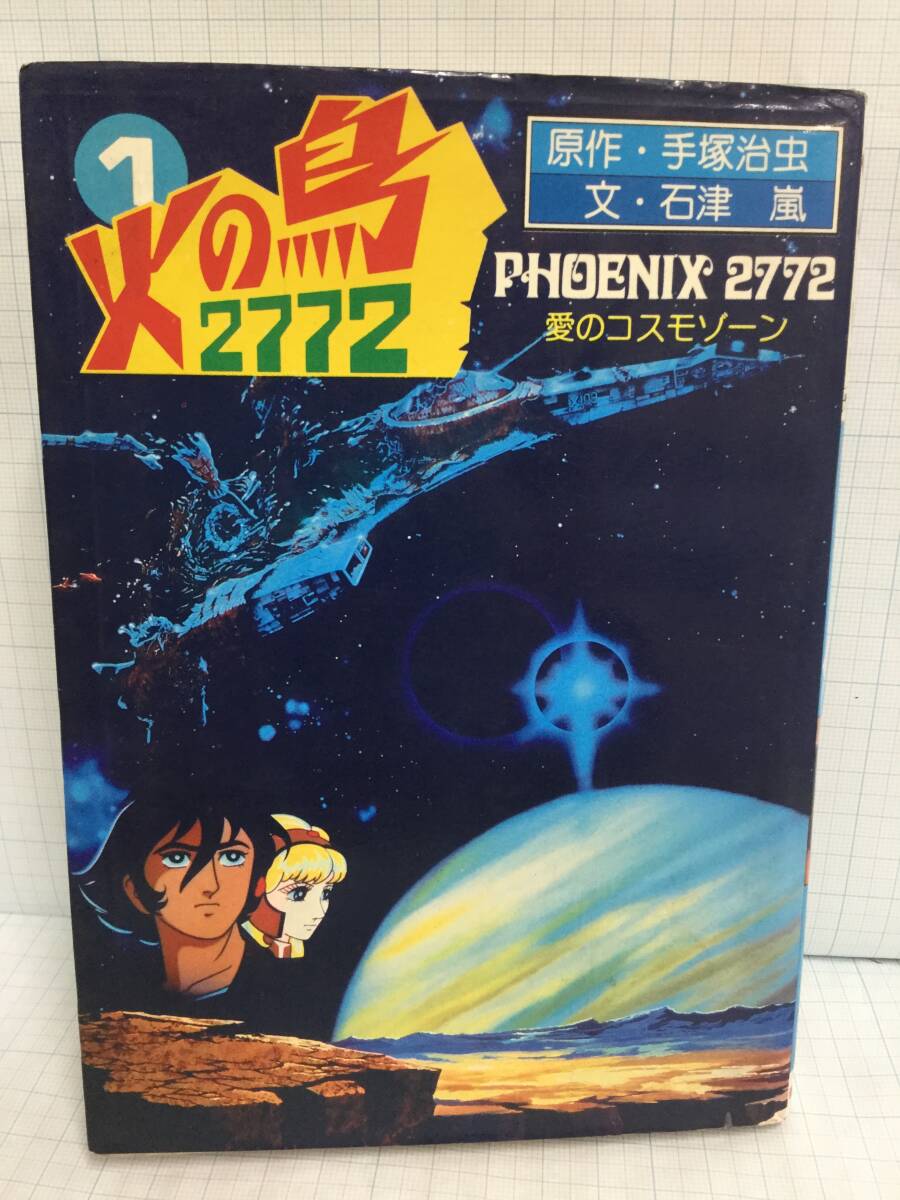 1
火の鳥
2772
原作・手塚治虫
文・石津 嵐
PHOENIX 2772
愛のコスモゾーン